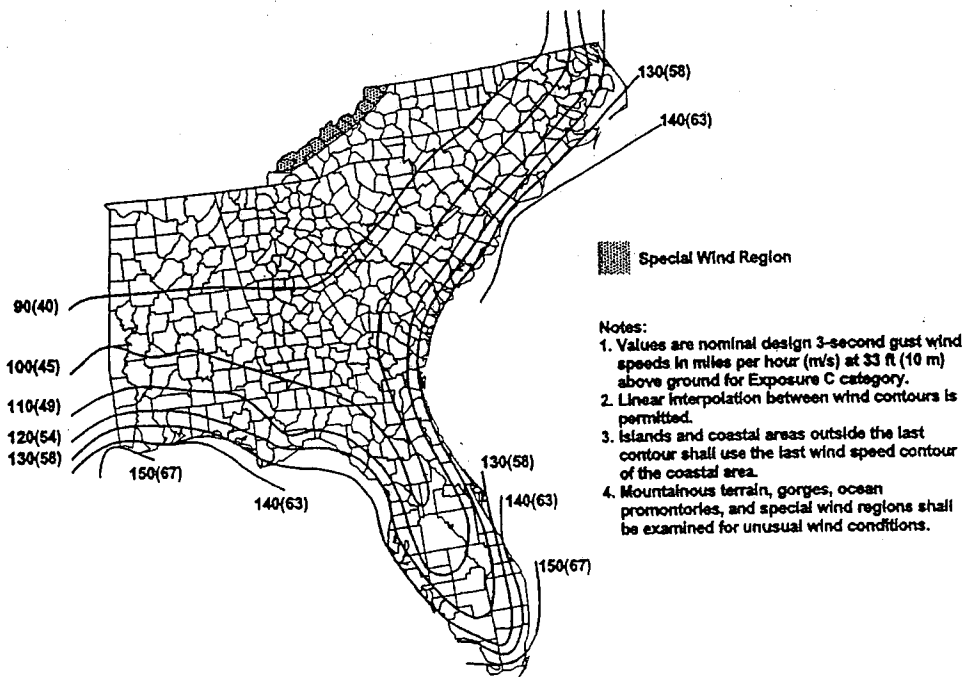 130(58)
140(63)
Special Wind Region
90(40)
100(45)
110(49)
120(54)
130(58)
150(67)
140(63)
130(58)
140(63)
150(67)
Notes:
1. Values are nominal design 3-second gust wind
speeds in miles per hour (m/s) at 33 ft (10 m)
above ground for Exposure C category.
2. Linear interpolation between wind contours is
permitted.
3. Islands and coastal areas outside the last
contour shall use the last wind speed contour
of the coastal area.
4. Mountainous terrain, gorges, ocean
promontories, and special wind regions shall
be examined for unusual wind conditions.